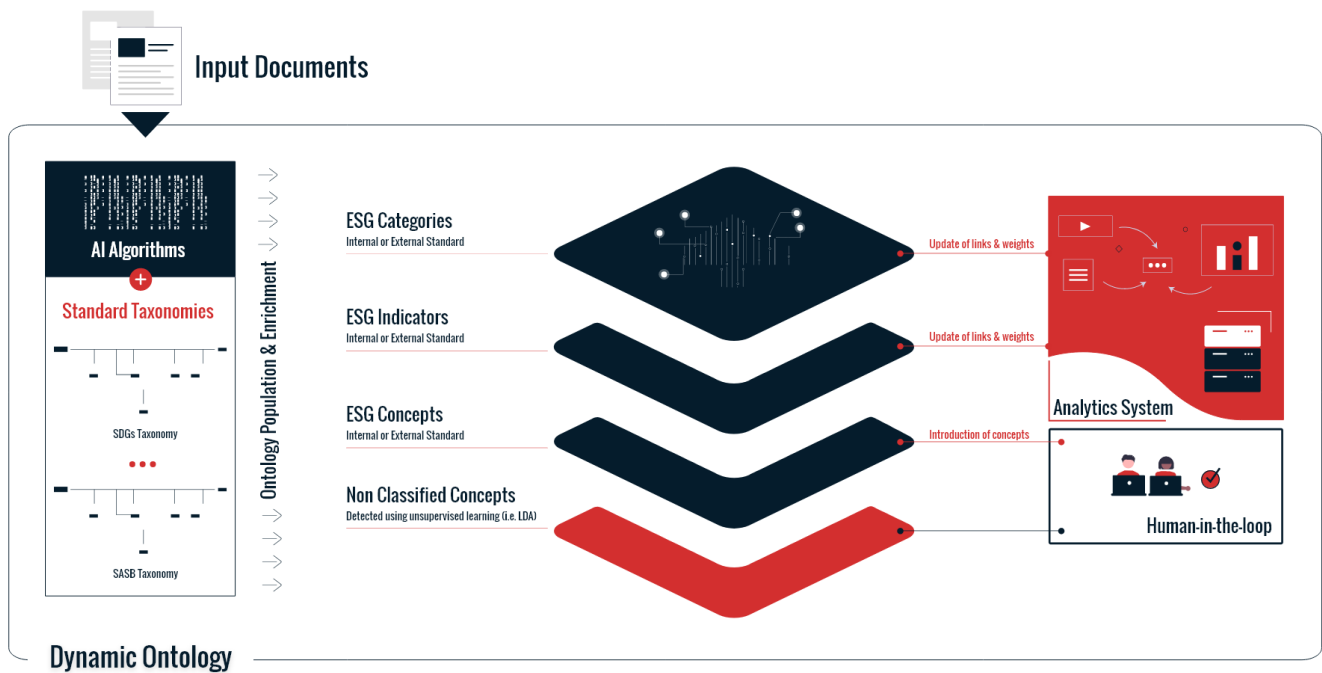 Input Documents
AI Algorithms
+
Standard Taxonomies
SDGs Taxonomy
SASB Taxonomy
Ontology Population & Enrichment
ESG Categories
Internal or External Standard
ESG Indicators
Internal or External Standard
ESG Concepts
Internal or External Standard
Non Classified Concepts
Detected using unsupervised learning (i.e. LDA)
Update of links & weights
Update of links & weights
Introduction of concepts
Analytics System
Human-in-the-loop
Dynamic Ontology